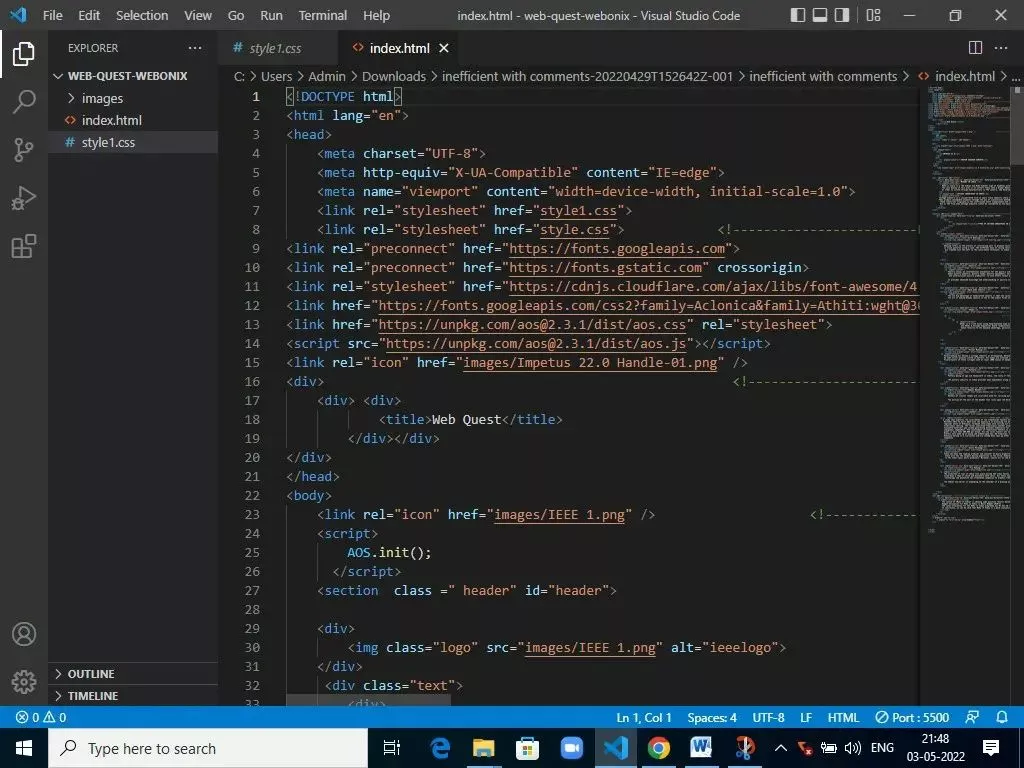 File Edit Selection View Go Run Terminal Help index.html - web-quest-webonix - Visual Studio Code
EXPLORER ...
WEB-QUEST-WEBONIX
images
index.html
style1.css
OUTLINE
TIMELINE
style1.css index.html
C: > Users > Admin > Downloads > inefficient with comments-20220429T152642Z-001 > inefficient with comments > index.html > ...
1 <!DOCTYPE html>
2 <html lang="en">
3 <head>
4 <meta charset="UTF-8">
5 <meta http-equiv="X-UA-Compatible" content="IE=edge">
6 <meta name="viewport" content="width=device-width, initial-scale=1.0">
7 <link rel="stylesheet" href="style1.css">
8 <link rel="stylesheet" href="style.css"> <!------------------------
9 <link rel="preconnect" href="https://fonts.googleapis.com">
10 <link rel="preconnect" href="https://fonts.gstatic.com" crossorigin>
11 <link rel="stylesheet" href="https://cdnjs.cloudflare.com/ajax/libs/font-awesome/4.
12 <link href="https://fonts.googleapis.com/css2?family=Aclonica&family=Athiti:wght@30
13 <link href="https://unpkg.com/aos@2.3.1/dist/aos.css" rel="stylesheet">
14 <script src="https://unpkg.com/aos@2.3.1/dist/aos.js"></script>
15 <link rel="icon" href="images/Impetus 22.0 Handle-01.png" />
16 <div> <!----------------------
17 <div> <div>
18 <title>Web Quest</title>
19 </div></div>
20 </div>
21 </head>
22 <body>
23 <link rel="icon" href="images/IEEE 1.png" /> <!------------
24 <script>
25 AOS.init();
26 </script>
27 <section class =" header" id="header">
28
29 <div>
30 <img class="logo" src="images/IEEE 1.png" alt="ieeelogo">
31 </div>
32 <div class="text">
33 <div>
0 0 Ln 1, Col 1 Spaces: 4 UTF-8 LF HTML Port : 5500
Type here to search ENG 21:48
03-05-2022